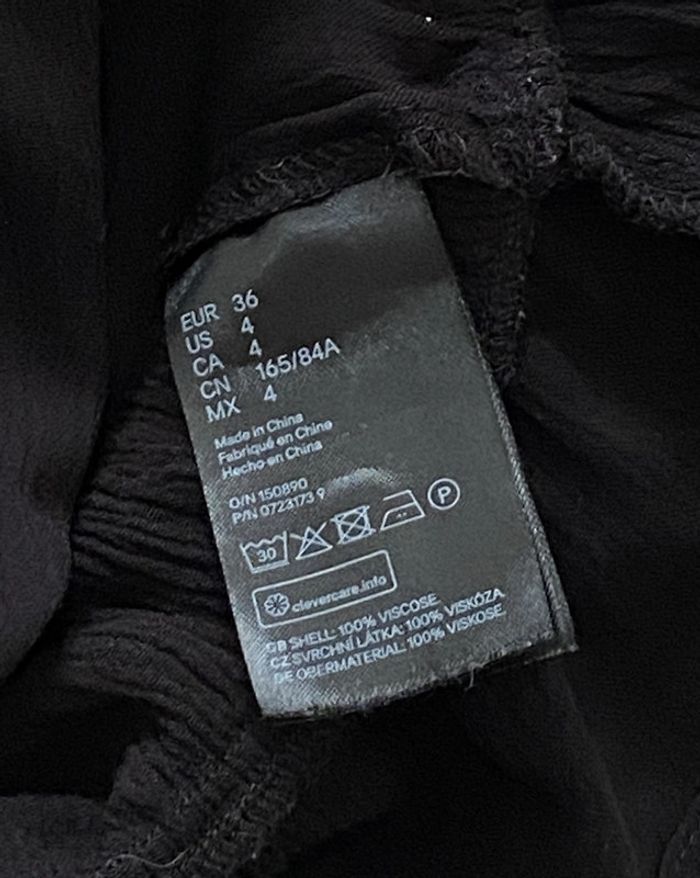 EUR 36
US 4
CA 4
CN 165/84A
MX 4
Made in China
Fabriqué en Chine
Hecho en China
O/N 150890
P/N 0723173 9
30 P
clevercare.info
GB SHELL: 100% VISCOSE
CZ SVRCHNÍ LÁTKA: 100% VISKÓZA
DE OBERMATERIAL: 100% VISKOSE